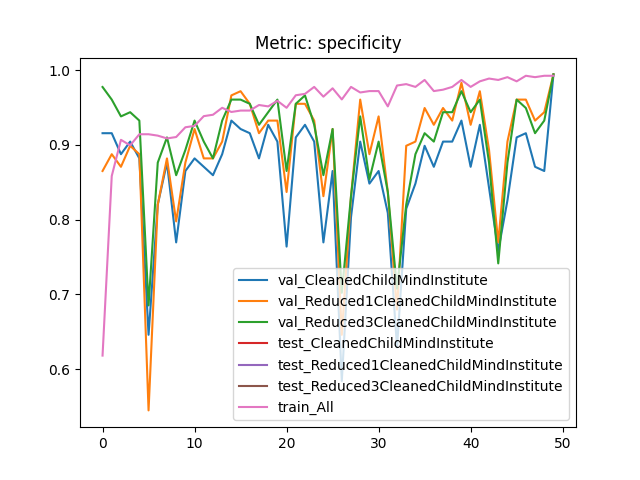 Metric: specificity
1.0
0.9
0.8
0.7
0.6
0 10 20 30 40 50
val_CleanedChildMindInstitute
val_Reduced1CleanedChildMindInstitute
val_Reduced3CleanedChildMindInstitute
test_CleanedChildMindInstitute
test_Reduced1CleanedChildMindInstitute
test_Reduced3CleanedChildMindInstitute
train_All